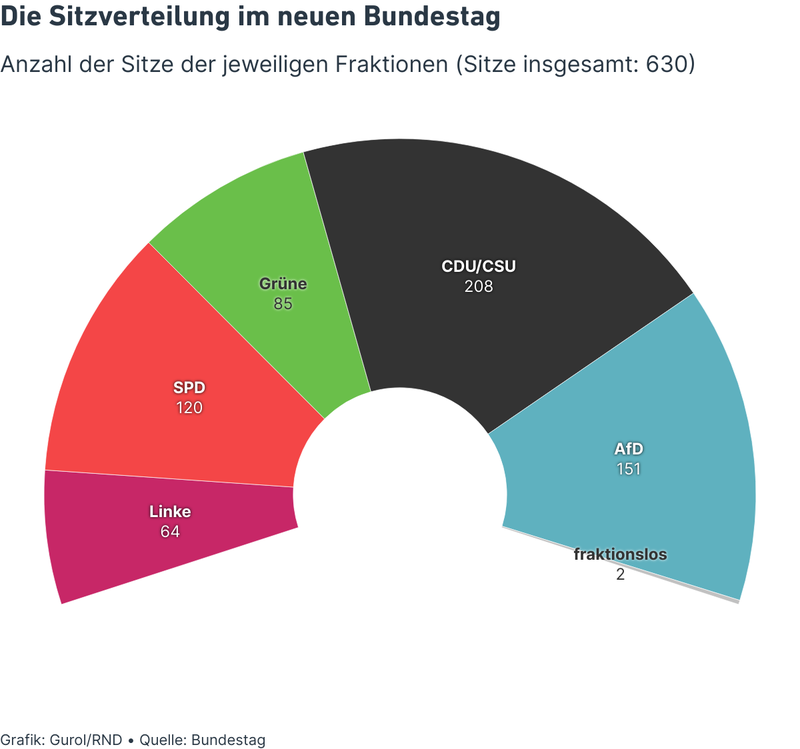 Die Sitzverteilung im neuen Bundestag
Anzahl der Sitze der jeweiligen Fraktionen (Sitze insgesamt: 630)
CDU/CSU
208
Grüne
85
SPD
120
AfD
151
Linke
64
fraktionslos
2
Grafik: Gurol/RND • Quelle: Bundestag